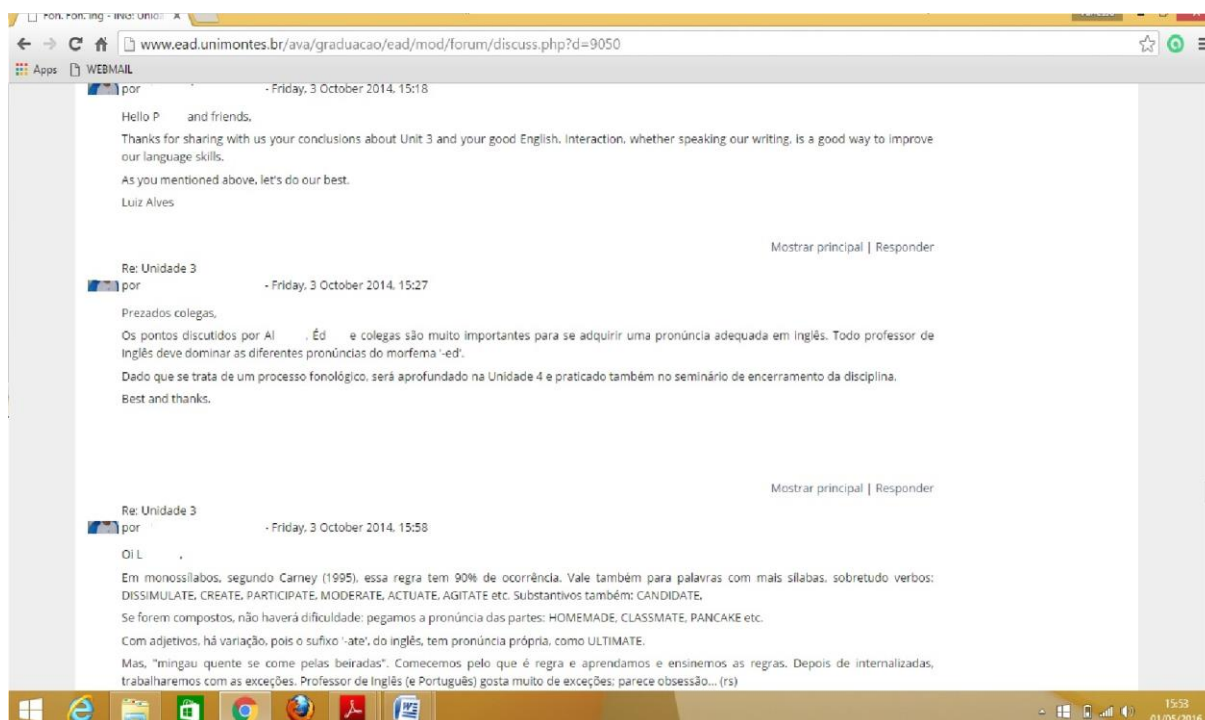 Fon. Fon. Ing - ING: Unid
www.ead.unimontes.br/ava/graduacao/ead/mod/forum/discuss.php?d=9050
Apps WEBMAIL
por - Friday, 3 October 2014, 15:18
Hello P and friends,
Thanks for sharing with us your conclusions about Unit 3 and your good English. Interaction, whether speaking our writing, is a good way to improve
our language skills.
As you mentioned above, let's do our best.
Luiz Alves
Mostrar principal | Responder
Re: Unidade 3
por - Friday, 3 October 2014, 15:27
Prezados colegas,
Os pontos discutidos por Al . Éd e colegas são muito importantes para se adquirir uma pronúncia adequada em inglês. Todo professor de
Inglês deve dominar as diferentes pronúncias do morfema '-ed'.
Dado que se trata de um processo fonológico, será aprofundado na Unidade 4 e praticado também no seminário de encerramento da disciplina.
Best and thanks.
Mostrar principal | Responder
Re: Unidade 3
por - Friday, 3 October 2014, 15:58
Oi L ,
Em monossílabos, segundo Carney (1995), essa regra tem 90% de ocorrência. Vale também para palavras com mais sílabas, sobretudo verbos:
DISSIMULATE, CREATE, PARTICIPATE, MODERATE, ACTUATE, AGITATE etc. Substantivos também: CANDIDATE,
Se forem compostos, não haverá dificuldade: pegamos a pronúncia das partes: HOMEMADE, CLASSMATE, PANCAKE etc.
Com adjetivos, há variação, pois o sufixo '-ate', do inglês, tem pronúncia própria, como ULTIMATE.
Mas, "mingau quente se come pelas beiradas". Comecemos pelo que é regra e aprendamos e ensinemos as regras. Depois de internalizadas,
trabalharemos com as exceções. Professor de Inglês (e Português) gosta muito de exceções; parece obsessão... (rs)
15:53
01/05/2016